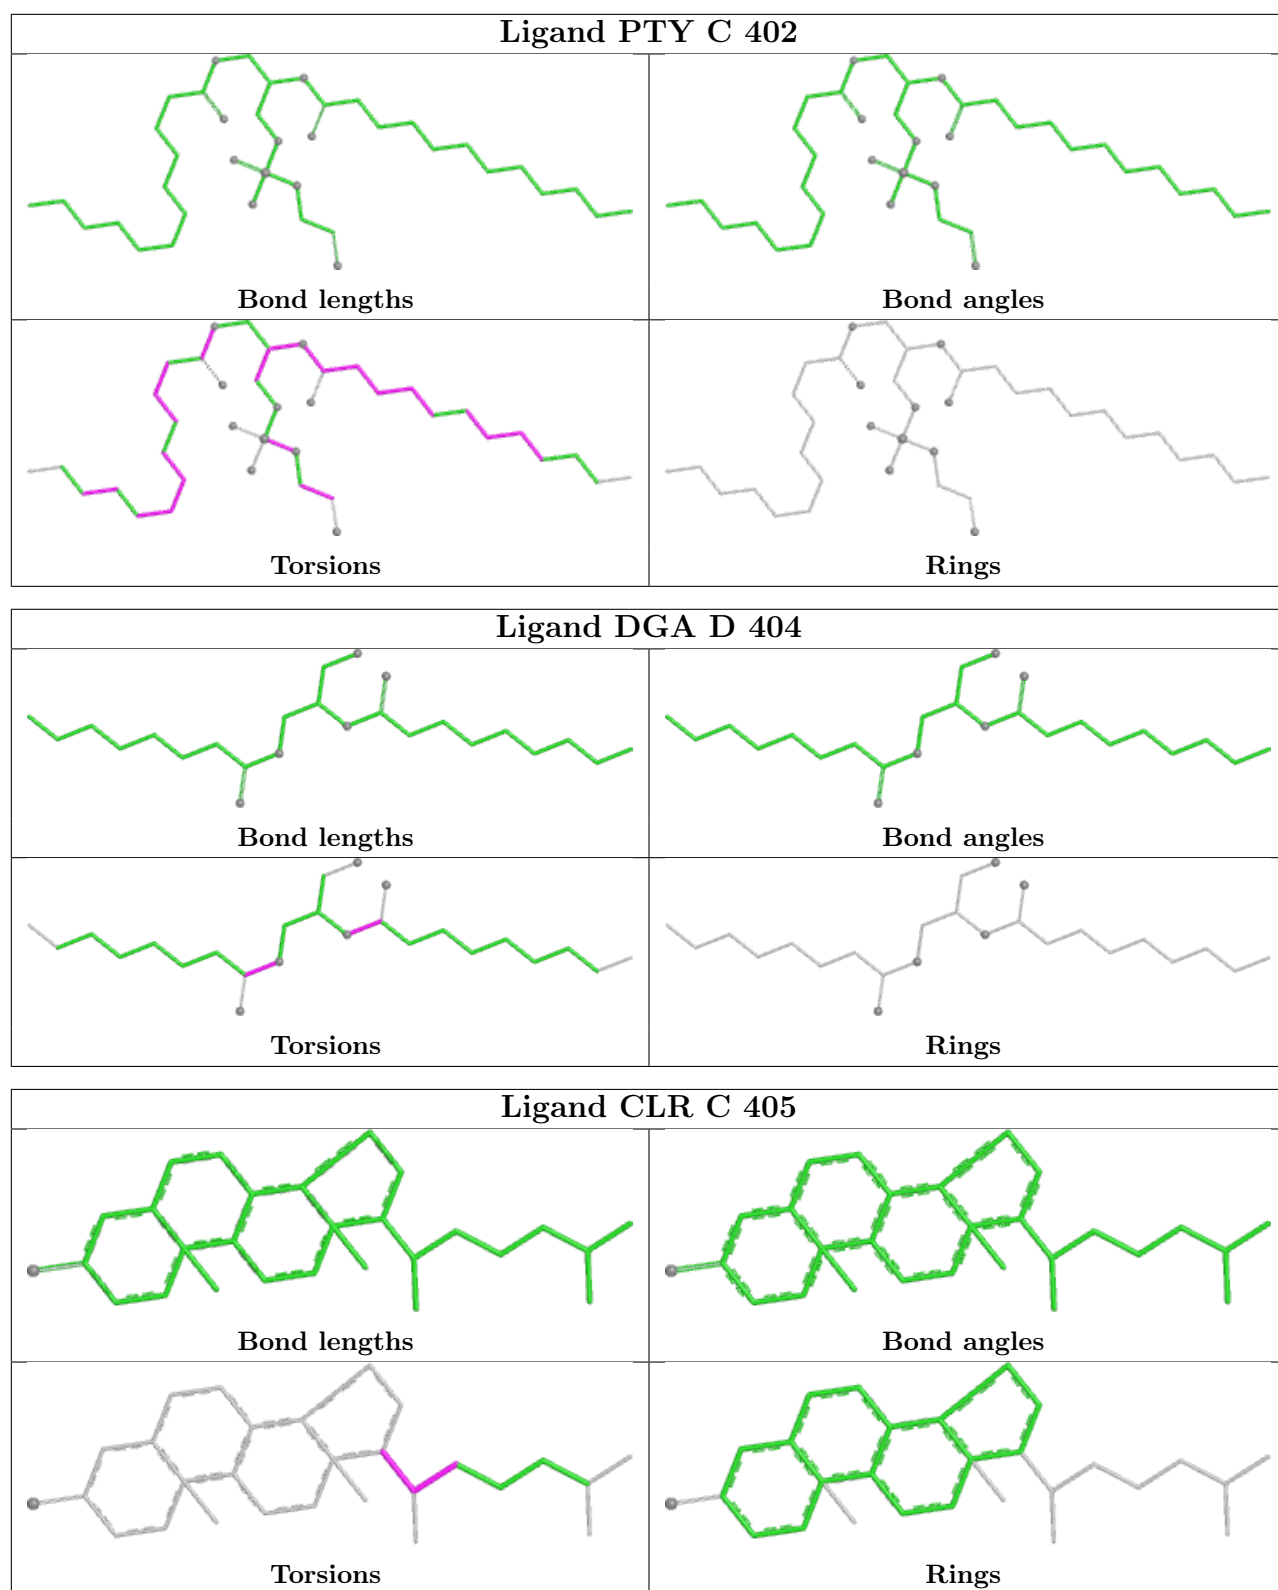 Ligand PTY C 402
Bond lengths
Bond angles
Torsions
Rings
Ligand DGA D 404
Bond lengths
Bond angles
Torsions
Rings
Ligand CLR C 405
Bond lengths
Bond angles
Torsions
Rings